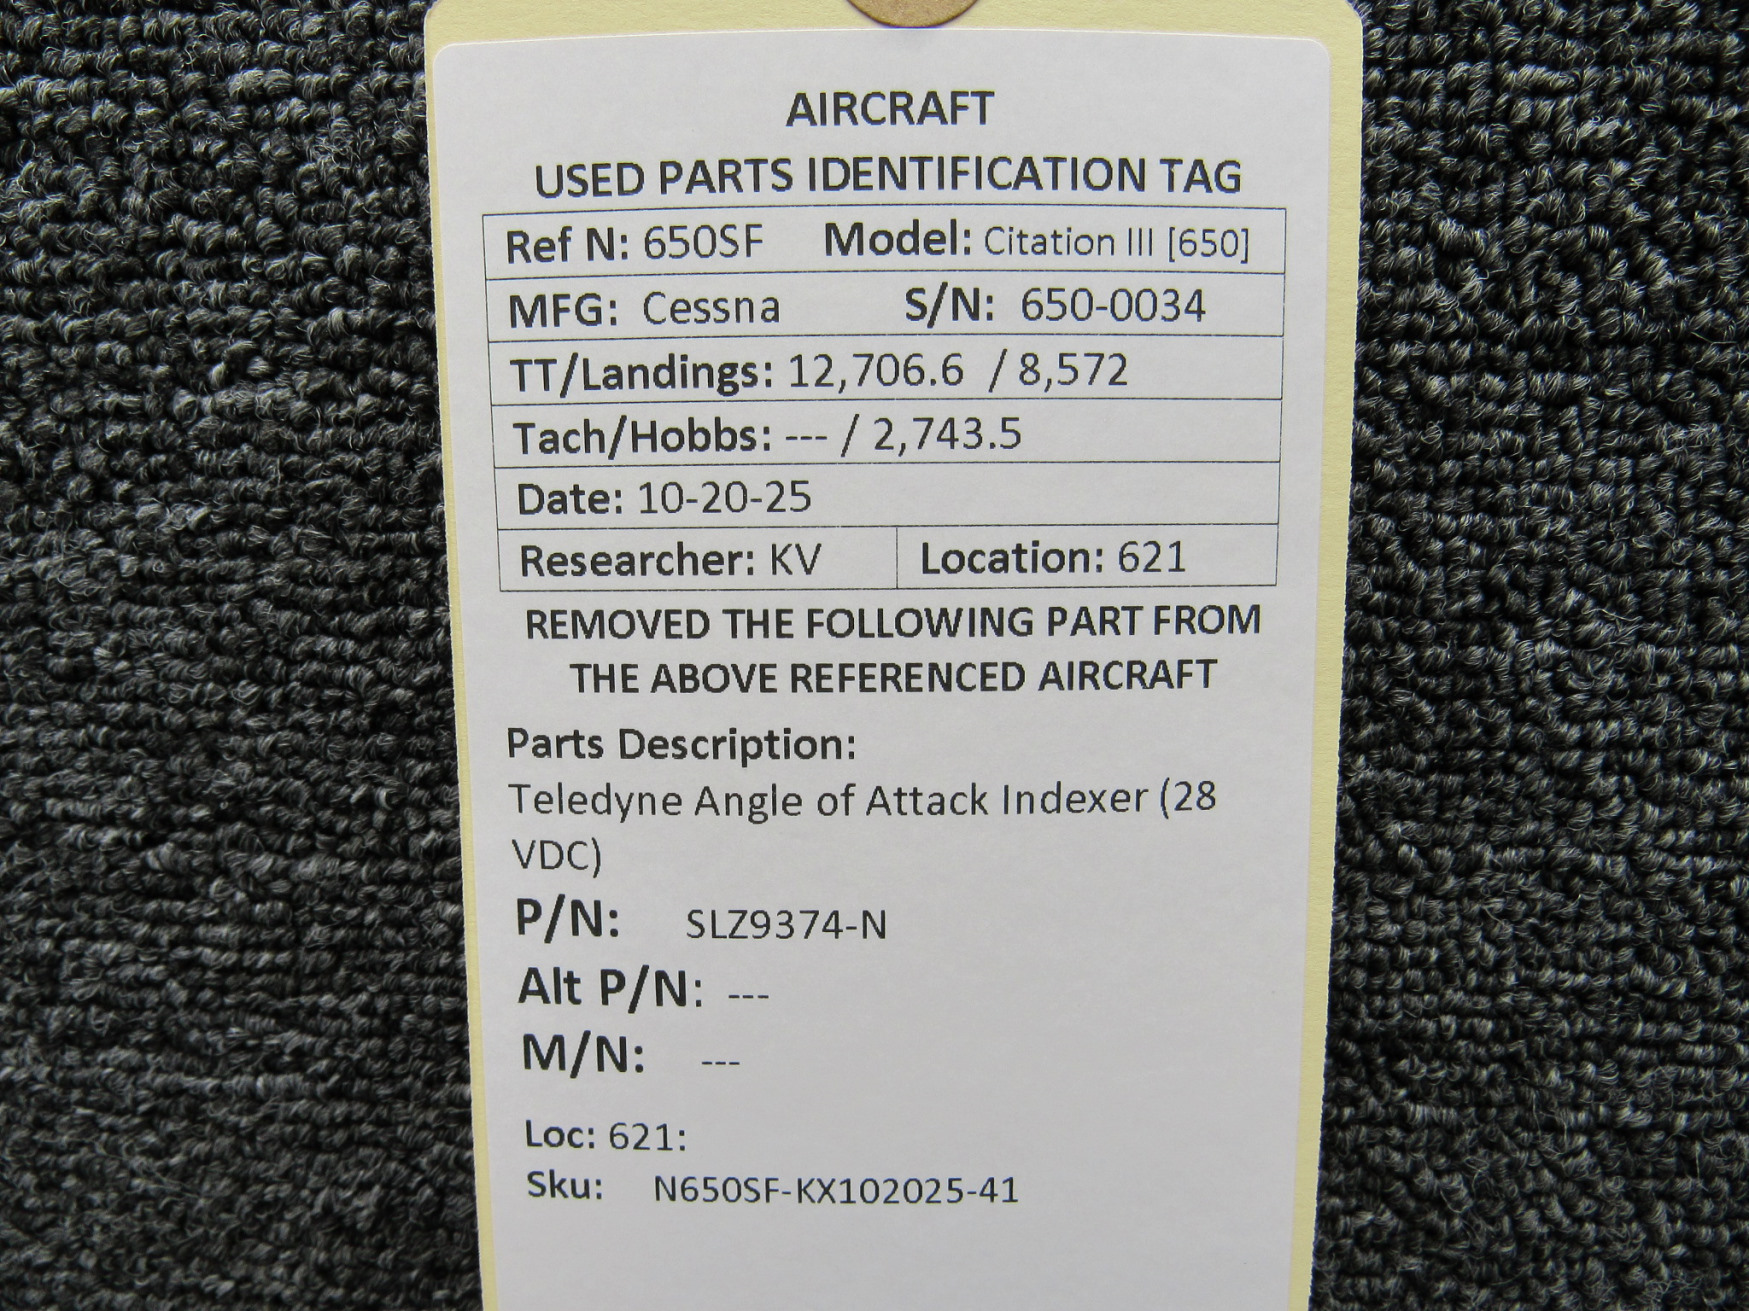 AIRCRAFT
USED PARTS IDENTIFICATION TAG
Ref N: 650SF Model: Citation III [650]
MFG: Cessna S/N: 650-0034
TT/Landings: 12,706.6 / 8,572
Tach/Hobbs: --- / 2,743.5
Date: 10-20-25
Researcher: KV Location: 621
REMOVED THE FOLLOWING PART FROM
THE ABOVE REFERENCED AIRCRAFT
Parts Description:
Teledyne Angle of Attack Indexer (28
VDC)
P/N: SLZ9374-N
Alt P/N: ---
M/N: ---
Loc: 621:
Sku: N650SF-KX102025-41